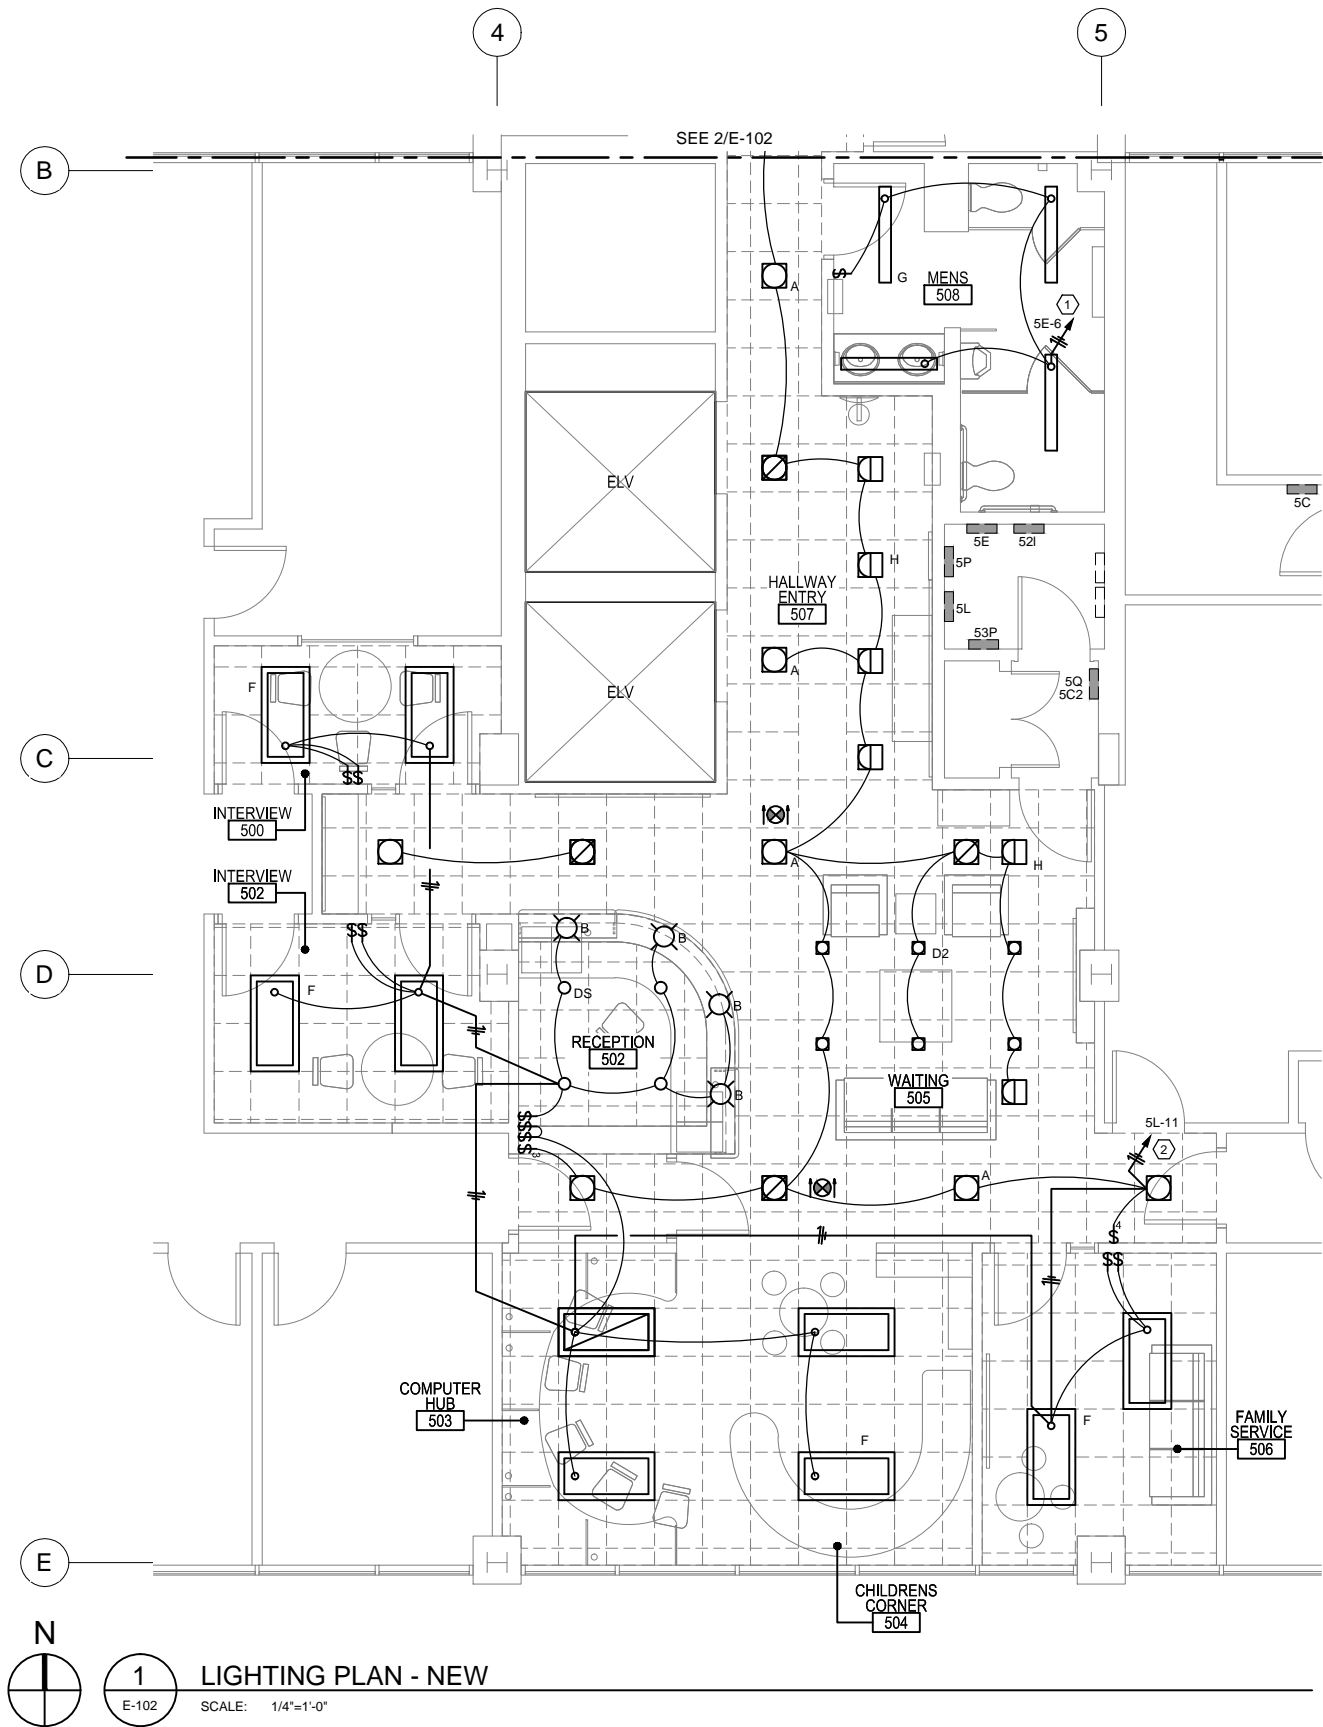 4
5
SEE 2/E-102
B
A
G
MENS
508
1
5E-6
ELV
5C
5E
52I
5P
H
HALLWAY
ENTRY
507
5L
53P
A
5Q
5C2
ELV
F
C
$$
INTERVIEW
500
A
H
INTERVIEW
502
$$
B
B
D2
D
F
DS
B
RECEPTION
502
WAITING
505
B
5L-11
2
$
$
$
$
3
A
4
$
$$
COMPUTER
HUB
503
F
F
FAMILY
SERVICE
506
E
CHILDRENS
CORNER
504
N
1
E-102
LIGHTING PLAN - NEW
SCALE: 1/4"=1'-0"